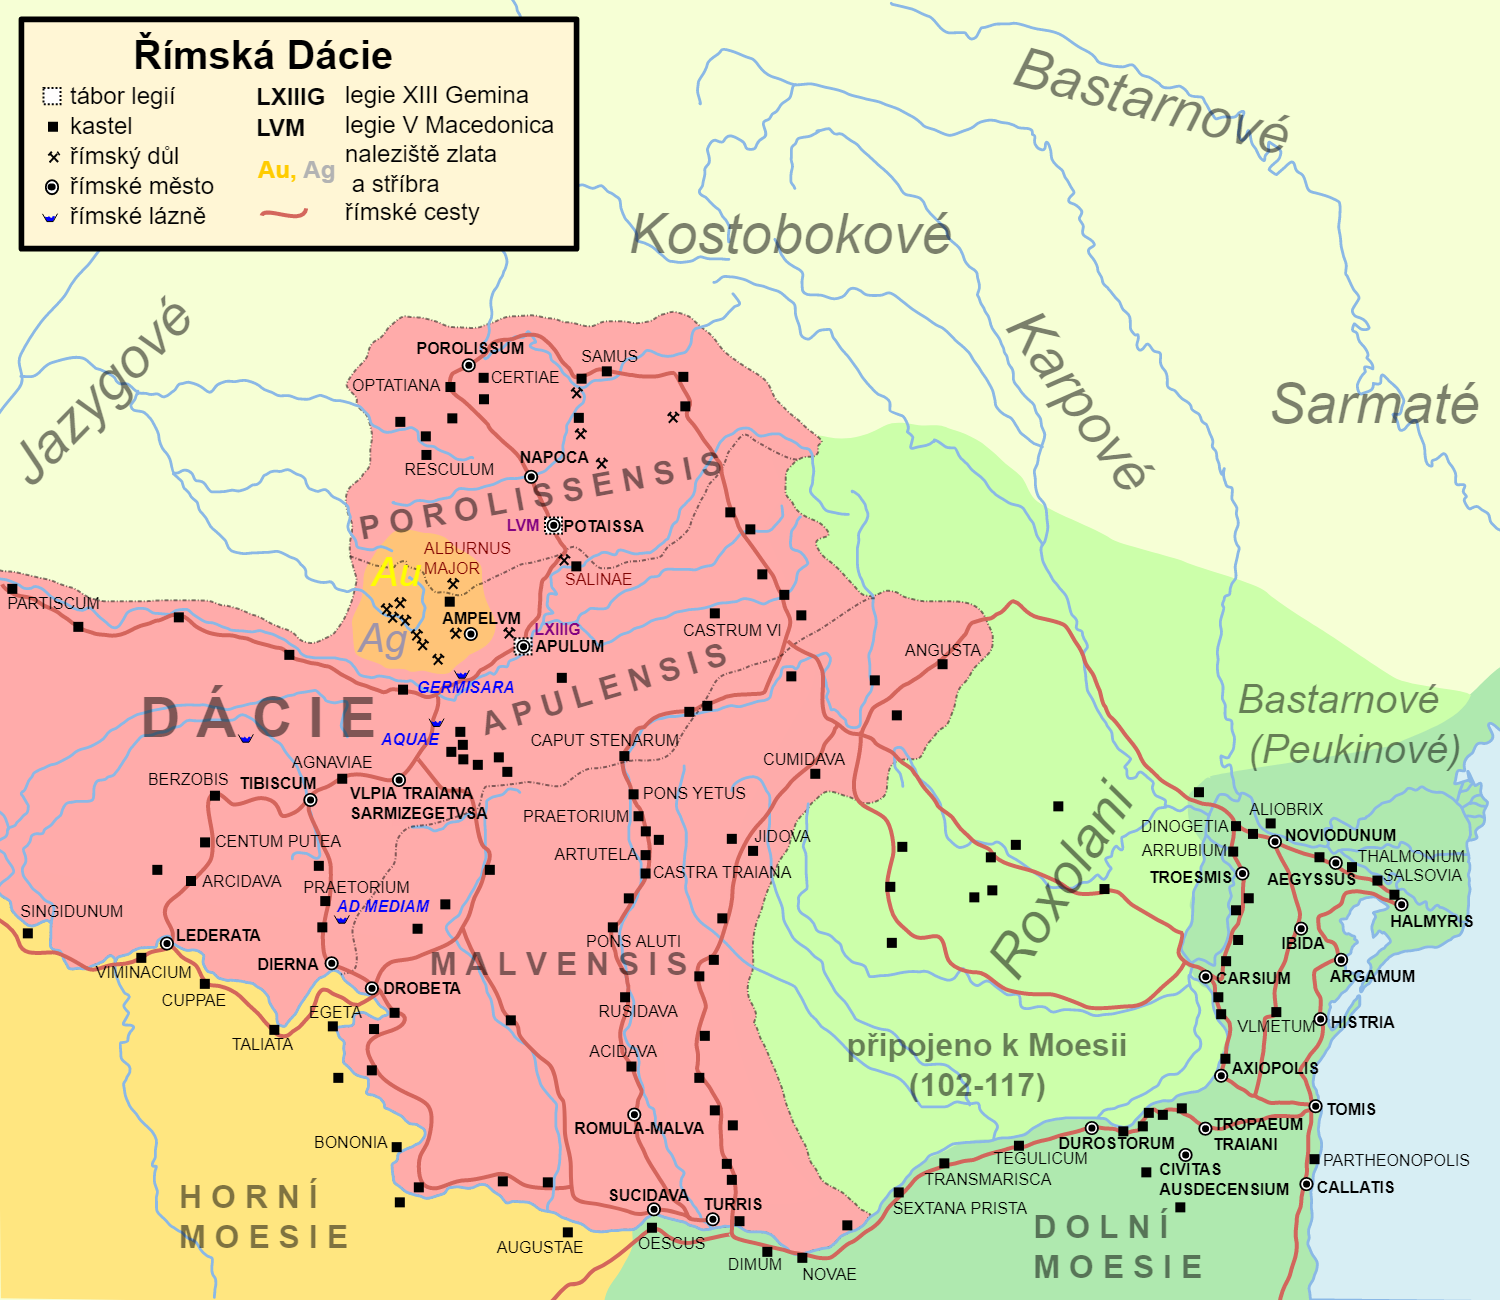 Římská Dácie
tábor legií
kastel
římský důl
římské město
římské lázně
LXIIIG legie XIII Gemina
LVM legie V Macedonica
Au, Ag naleziště zlata
a stříbra
římské cesty
Bastarnové
Kostobokové
Jazygové
Karpové
Sarmaté
POROLISSUM
SAMUS
OPTATIANA
CERTIAE
RESCULUM
NAPOCA
POROLISSENSIS
LVM
POTAISSA
ALBURNUS
MAJOR
Au
SALINAE
PARTISCUM
AMPELVM
LXIIIG
APULUM
Ag
CASTRUM VI
ANGUSTA
GERMISARA
APULENSIS
DÁCIE
AQUAE
CAPUT STENARUM
Bastarnové
(Peukinové)
AGNAVIAE
CUMIDAVA
BERZOBIS
TIBISCUM
VLPIA TRAIANA
SARMIZEGETVSA
PONS YETUS
PRAETORIUM
JIDOVA
ALIOBRIX
DINOGETIA
NOVIODUNUM
CENTUM PUTEA
ARTUTELA
CASTRA TRAIANA
ARRUBIUM
THALMONIUM
ARCIDAVA
PRAETORIUM
TROESMIS
AEGYSSUS
SALSOVIA
AD MEDIAM
SINGIDUNUM
HALMYRIS
Roxolani
LEDERATA
PONS ALUTI
IBIDA
VIMINACIUM
DIERNA
MALVENSIS
CARSIUM
ARGAMUM
CUPPAE
DROBETA
EGETA
RUSIDAVA
VLMETUM
HISTRIA
TALIATA
ACIDAVA
připojeno k Moesii
(102-117)
AXIOPOLIS
TOMIS
BONONIA
ROMULA-MALVA
DUROSTORUM
TROPAEUM
TRAIANI
TEGULICUM
CIVITAS
AUSDECENSIUM
PARTHEONOPOLIS
TRANSMARISCA
CALLATIS
HORNÍ
MOESIE
SUCIDAVA
TURRIS
SEXTANA PRISTA
DOLNÍ
MOESIE
AUGUSTAE
OESCUS
DIMUM
NOVAE